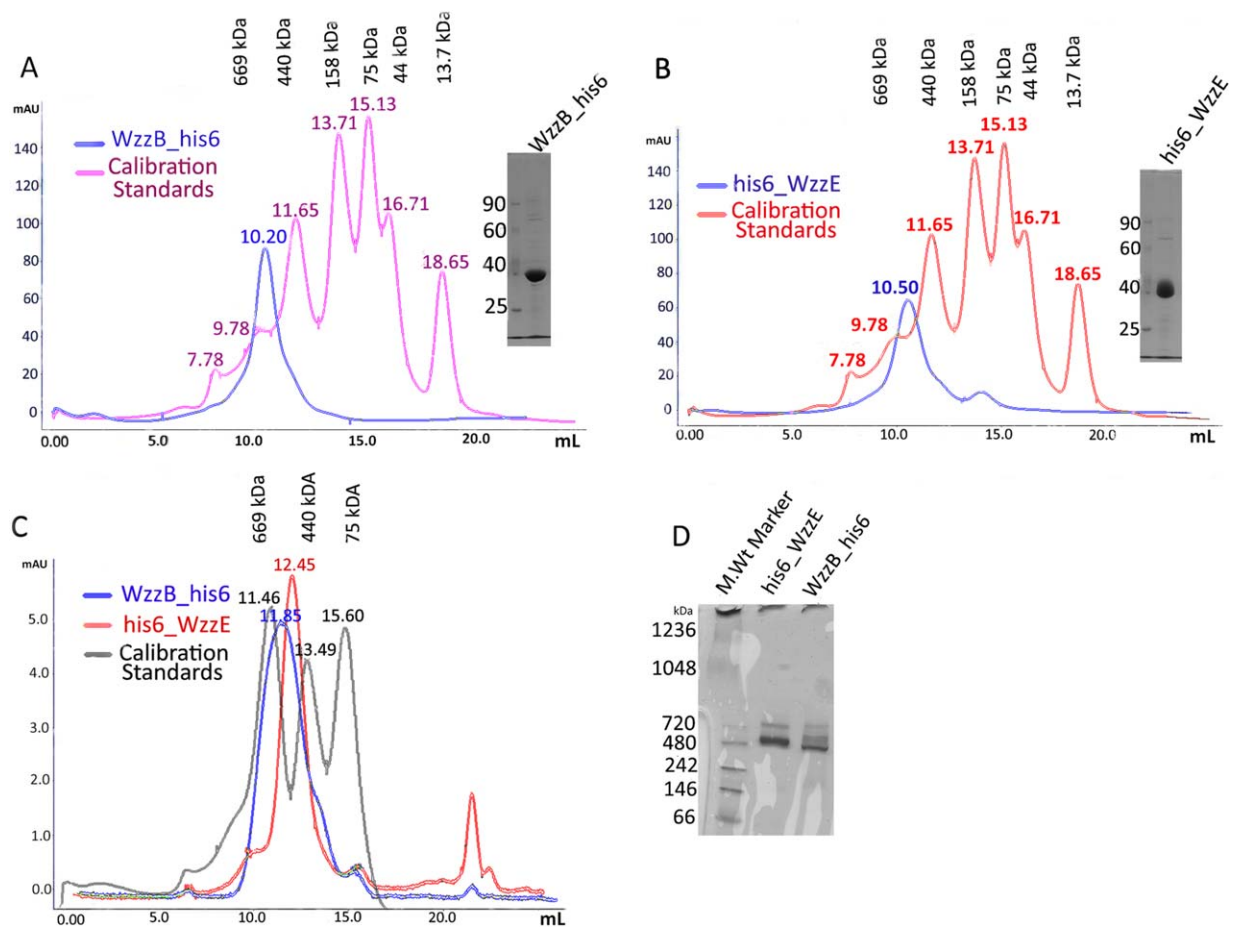 A
669 kDa
440 kDa
158 kDa
75 kDa
44 kDa
13.7 kDa
mAU
140
120
100
80
60
40
20
0
WzzB_his6
Calibration
Standards
7.78
9.78
10.20
11.65
13.71
15.13
16.71
18.65
0.00
5.0
10.0
15.0
20.0
mL
WzzB_his6
90
60
40
25
B
669 kDa
440 kDa
158 kDa
75 kDa
44 kDa
13.7 kDa
mAU
140
120
100
80
60
40
20
0
his6_WzzE
Calibration
Standards
7.78
9.78
10.50
11.65
13.71
15.13
16.71
18.65
0.00
5.0
10.0
15.0
20.0
mL
his6_WzzE
90
60
40
25
C
669 kDa
440 kDA
75 kDA
mAU
5.0
4.0
3.0
2.0
1.0
0.0
WzzB_his6
his6_WzzE
Calibration
Standards
11.46
11.85
12.45
13.49
15.60
0.00
5.0
10.0
15.0
20.0
mL
D
M.Wt Marker
his6_WzzE
WzzB_his6
kDa
1236
1048
720
480
242
146
66